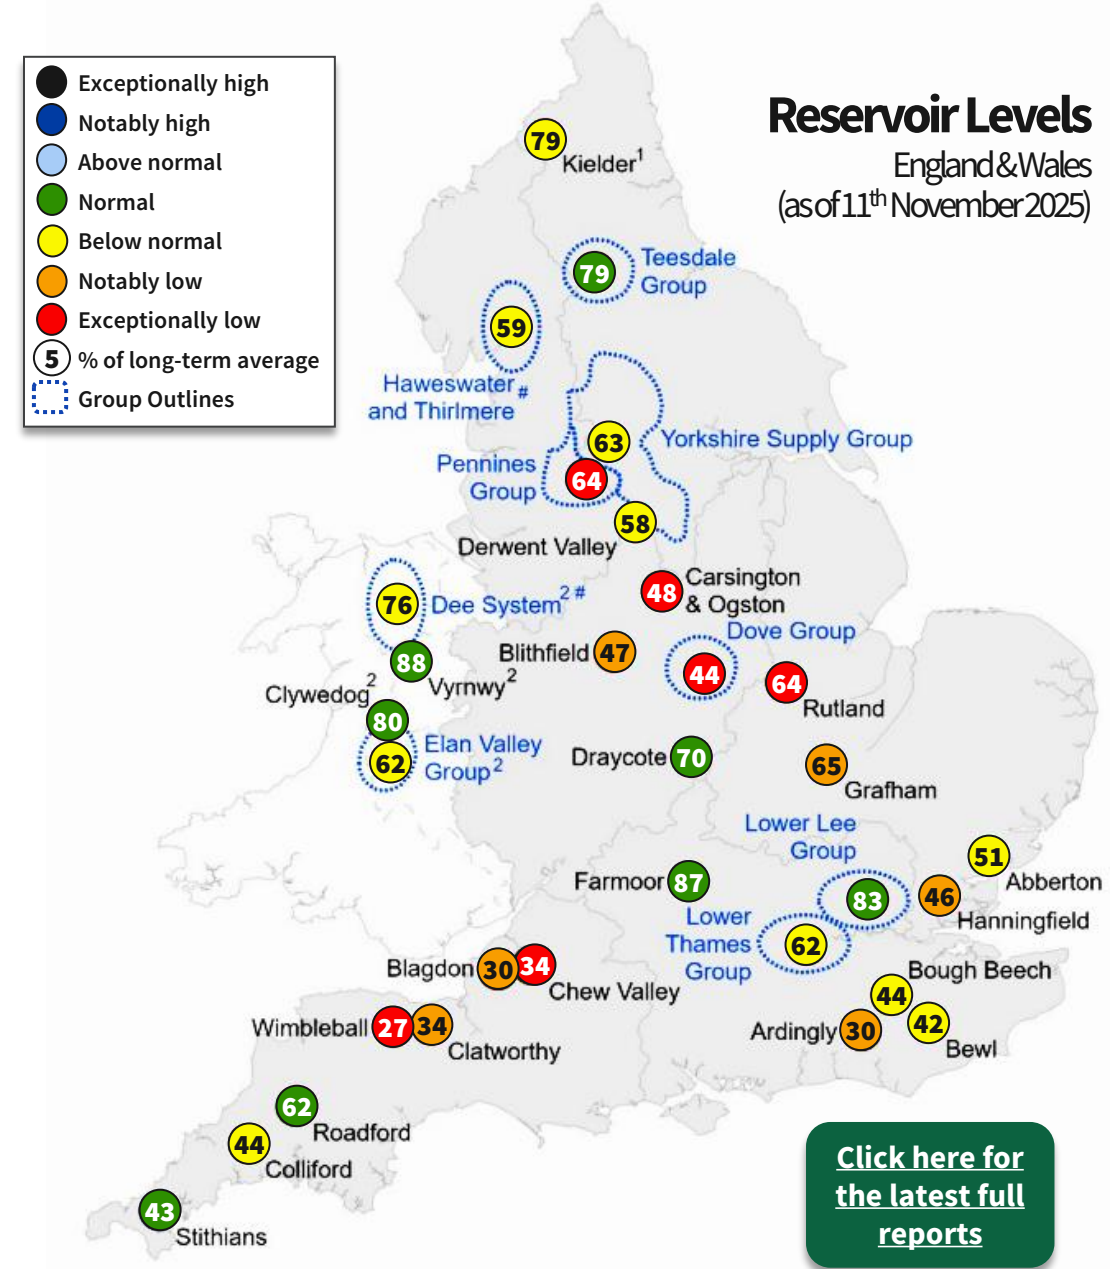 Exceptionally high
Notably high
Above normal
Normal
Below normal
Notably low
Exceptionally low
5 % of long-term average
Group Outlines
Reservoir Levels
England & Wales
(as of 11th November 2025)
79
Kielder¹
79
Teesdale
Group
59
Haweswater #
and Thirlmere
63
Yorkshire Supply Group
Pennines
Group
64
58
Derwent Valley
48
Carsington
& Ogston
76
Dee System² #
Dove Group
44
Blithfield 47
88
Vyrnwy²
64
Rutland
Clywedog²
80
62
Elan Valley
Group²
Draycote 70
65
Grafham
Lower Lee
Group
83
51
Abberton
Farmoor 87
46
Hanningfield
Lower
Thames
Group
62
Blagdon 30
34
Chew Valley
Bough Beech
44
42
Bewl
Ardingly 30
Wimbleball 27
34
Clatworthy
62
Roadford
44
Colliford
43
Stithians
Click here for
the latest full
reports